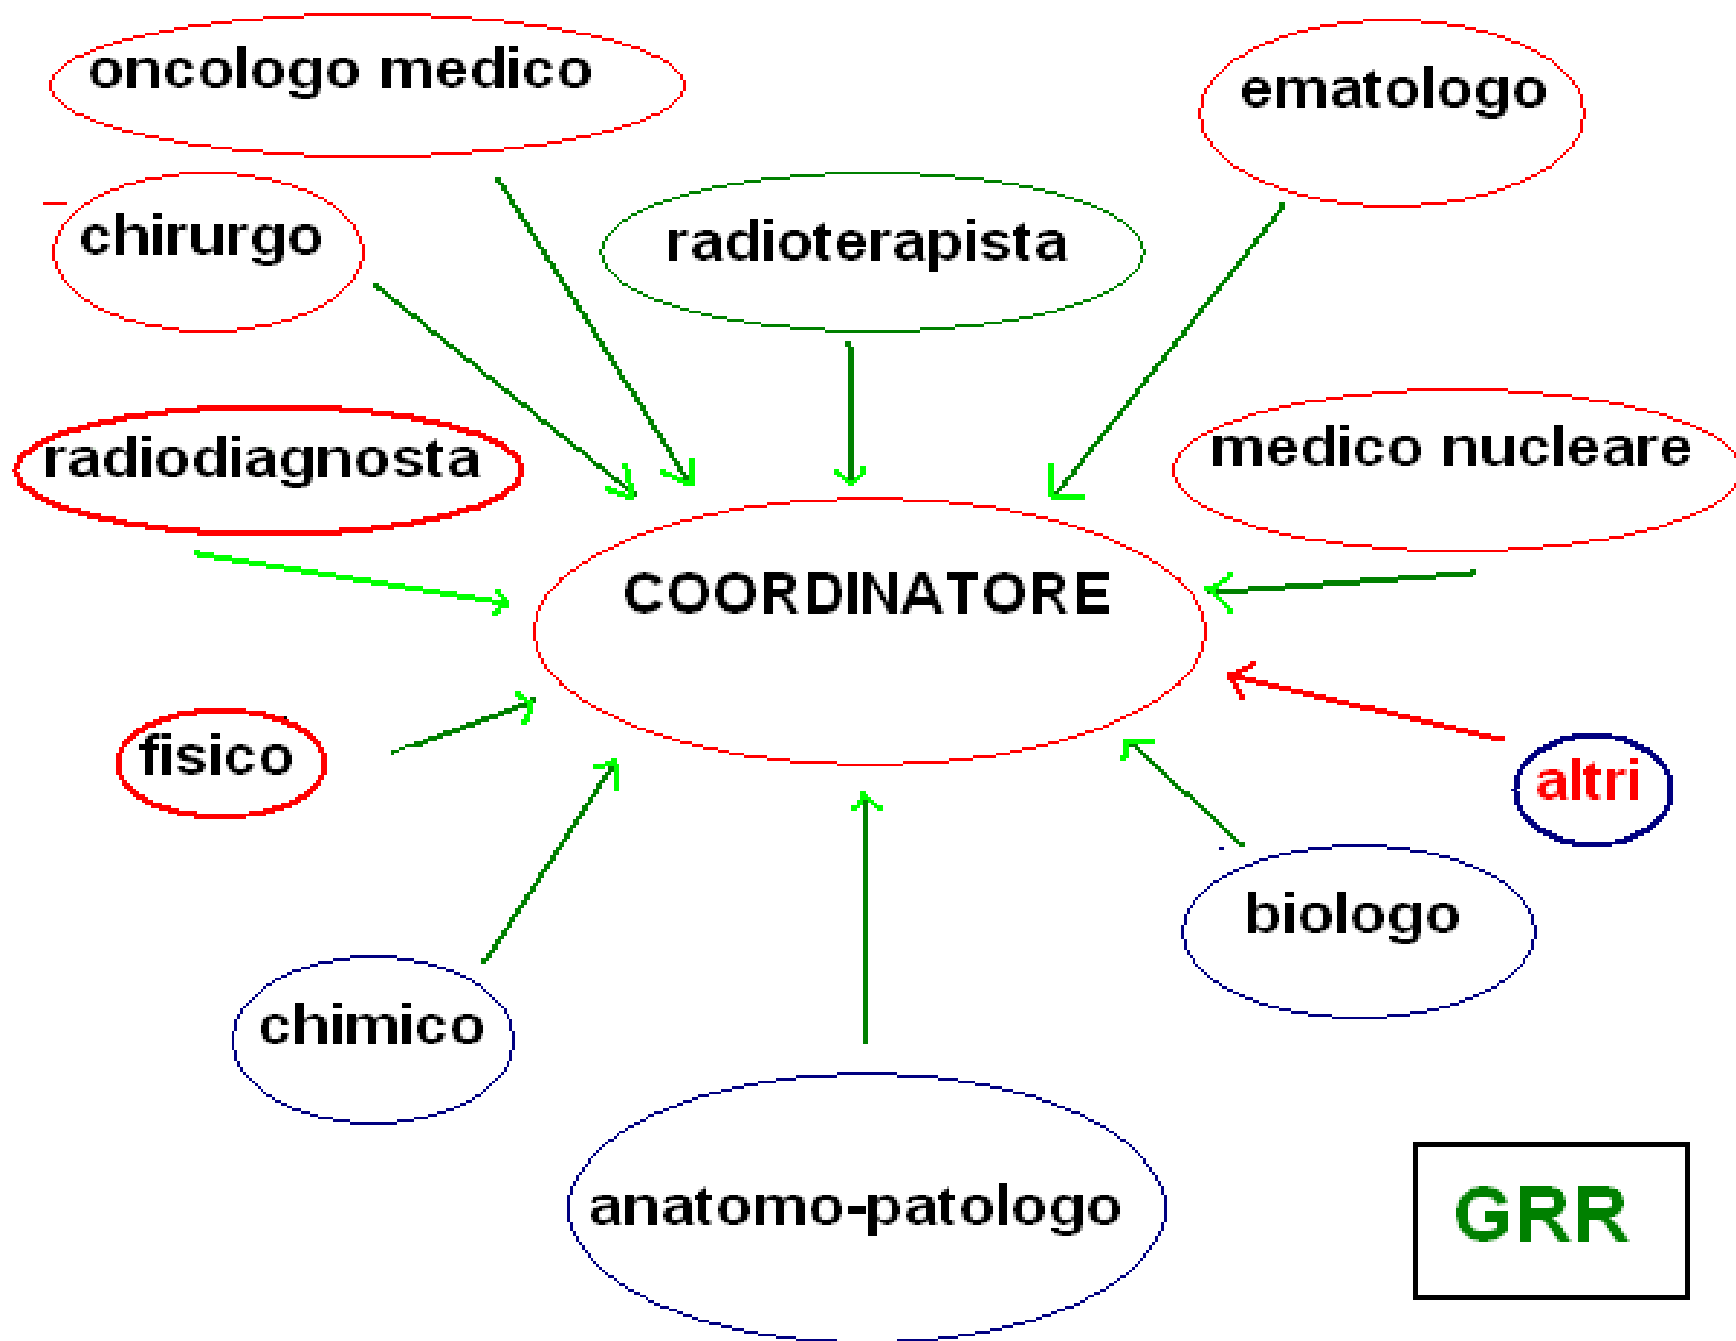 oncologo medico
ematologo
chirurgo
radioterapista
radiodiagnosta
medico nucleare
COORDINATORE
fisico
altri
biologo
chimico
anatomo-patologo
GRR